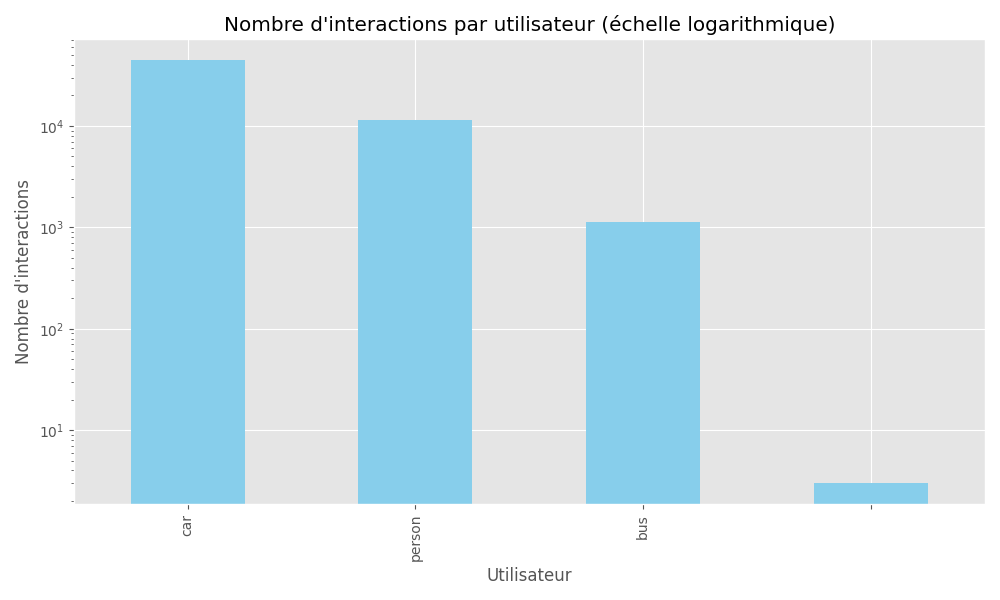 Nombre d'interactions par utilisateur (échelle logarithmique)
Nombre d'interactions
10⁴
10³
10²
10¹
car
person
bus
Utilisateur